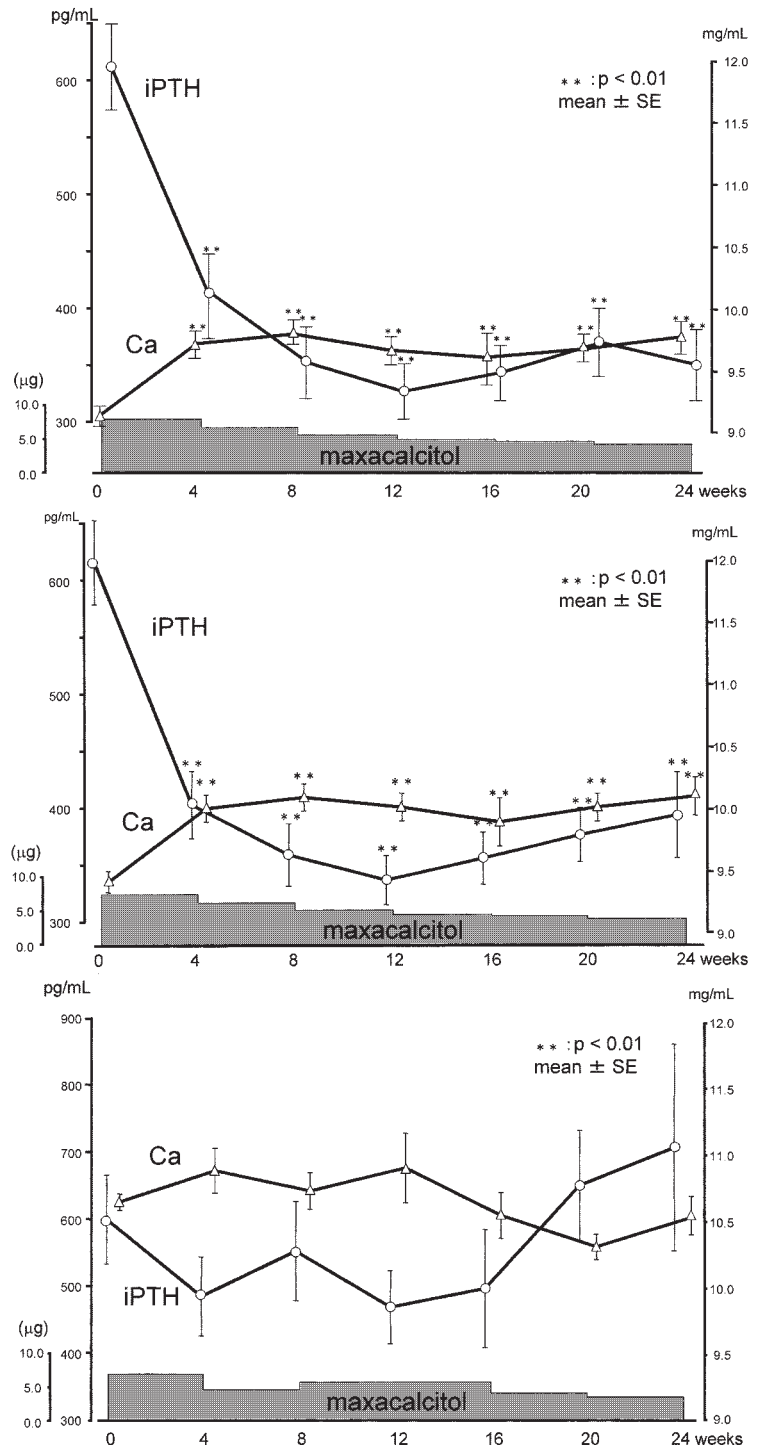 pg/mL
mg/mL
600
500
400
300
12.0
11.5
11.0
10.5
10.0
9.5
9.0
** : p < 0.01
mean ± SE
iPTH
**
**
**
**
**
**
**
**
**
**
**
**
Ca
(μg)
10.0
5.0
0.0
maxacalcitol
0 4 8 12 16 20 24 weeks
pg/mL
mg/mL
600
500
400
300
12.0
11.5
11.0
10.5
10.0
9.5
9.0
** : p < 0.01
mean ± SE
iPTH
**
**
**
**
**
**
**
**
**
**
**
**
Ca
(μg)
10.0
5.0
0.0
maxacalcitol
0 4 8 12 16 20 24 weeks
pg/mL
mg/mL
900
800
700
600
500
400
300
12.0
11.5
11.0
10.5
10.0
9.5
9.0
** : p < 0.01
mean ± SE
Ca
iPTH
(μg)
10.0
5.0
0.0
maxacalcitol
0 4 8 12 16 20 24 weeks